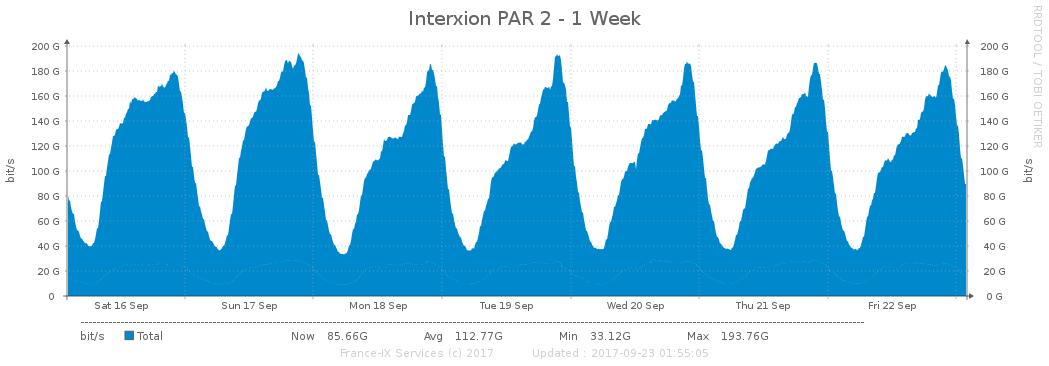 Interxion PAR 2 - 1 Week
RRDTOOL / TOBI OETIKER
200 G 200 G
180 G 180 G
160 G 160 G
140 G 140 G
120 G 120 G
100 G 100 G
80 G 80 G
60 G 60 G
40 G 40 G
20 G 20 G
0 0 G
bit/s bit/s
Sat 16 Sep Sun 17 Sep Mon 18 Sep Tue 19 Sep Wed 20 Sep Thu 21 Sep Fri 22 Sep
bit/s Total Now 85.66G Avg 112.77G Min 33.12G Max 193.76G
France-IX Services (c) 2017 Updated : 2017-09-23 01:55:05